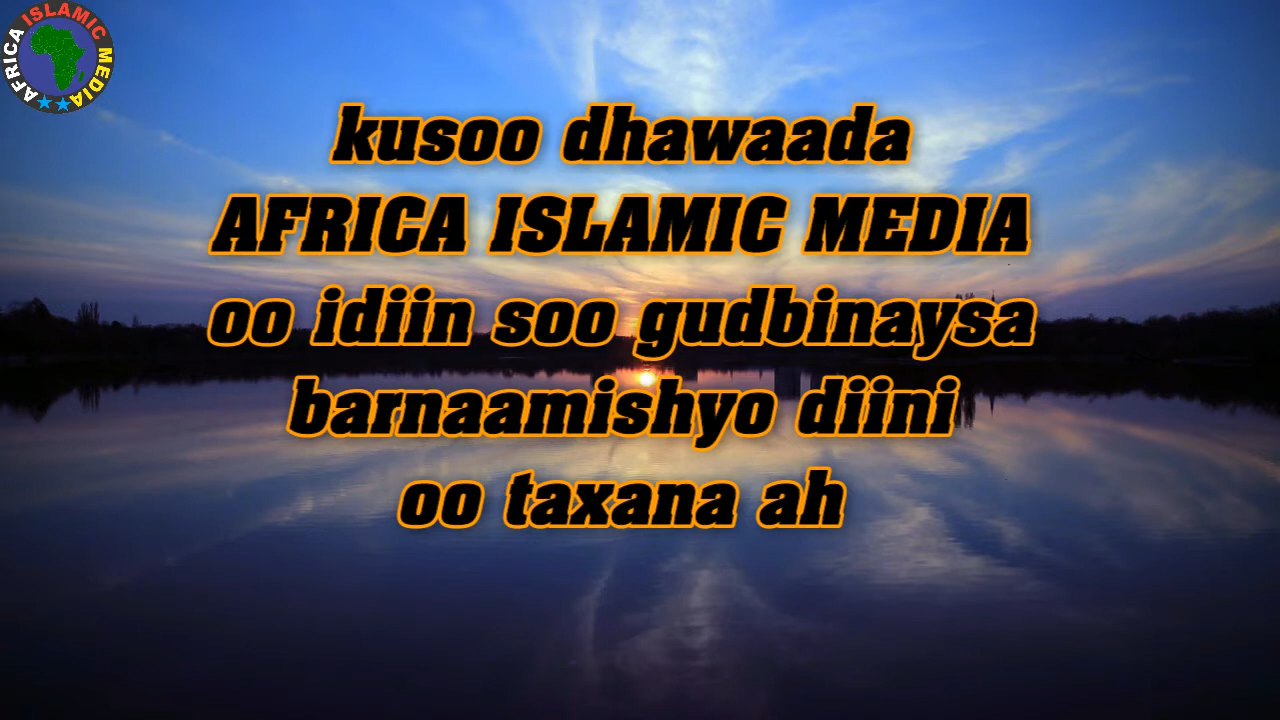 AFRICA ISLAMIC MEDIA
kusoo dhawaada
AFRICA ISLAMIC MEDIA
oo idiin soo gudbinaysa
barnaamishyo diini
oo taxana ah